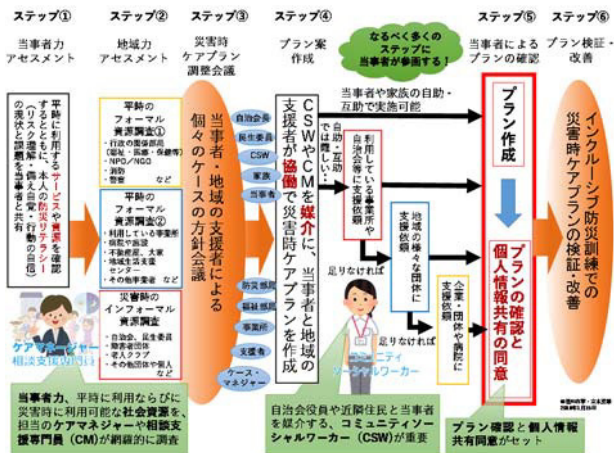 ステップ①
当事者力
アセスメント
平時に利用するサービスや資源を確認
するとともに、本人の防災リテラシー
(リスク理解・備え自覚・行動の自信)
の現状と課題を当事者と共有
ケアマネージャー
相談支援専門員
当事者力、平時に利用ならびに
災害時に利用可能な社会資源を、
担当のケアマネジャーや相談支
援専門員(CM)が網羅的に調査
ステップ②
地域力
アセスメント
平時の
フォーマル
資源調査①
・行政の関係部局
(福祉・医療・保健等)
・NPO/NGO
・消防
・警察 など
平時の
フォーマル
資源調査②
・利用している事業所
・病院や施設
・不動産屋、大家
・地域生活支援
センター
・その他事業者 など
災害時の
インフォーマル
資源調査
・自治会、民生委員
・障害者団体
・老人クラブ
・その他団体や個人
など
ステップ③
災害時
ケアプラン
調整会議
当事者・地域の支援者による
個々のケースの方針会議
自治会長
民生委員
CSW
家族
当事者
防災部局
福祉部局
事業所
支援者
ケース・
マネジャー
ステップ④
プラン案
作成
CSWやCMを媒介に、当事者と地域の
支援者が協働で災害時ケアプランを作成
なるべく多くの
ステップに
当事者が参画する!
当事者や家族の自助・
互助で実施可能
自助・互助
では難しい…
利用している事業所や
自治会等に支援依頼
足りなければ
地域の様々な団体に
支援依頼
足りなければ
企業・団体や病院に
支援依頼
コミュニティ
ソーシャルワーカー
自治会役員や近隣住民と当事者を
媒介する、コミュニティソー
シャルワーカー(CSW)が重要
ステップ⑤
当事者による
プランの確認
プラン作成
プランの確認と
個人情報共有の同意
プラン確認と個人情報
共有同意がセット
ステップ⑥
プラン検証・
改善
インクルーシブ防災訓練での
災害時ケアプランの検証・改善